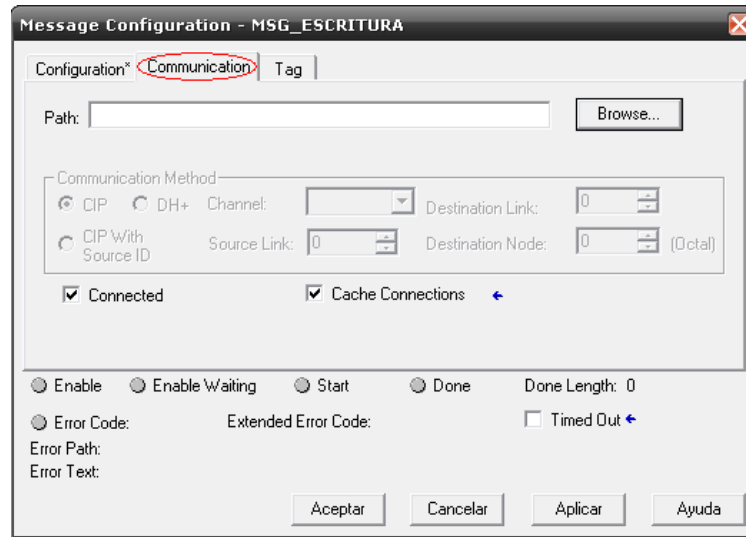 Message Configuration - MSG_ESCRITURA
Configuration* Communication Tag
Path: Browse...
Communication Method
CIP DH+ Channel: Destination Link: 0
CIP With Source ID Source Link: 0 Destination Node: 0 (Octal)
Connected Cache Connections
Enable Enable Waiting Start Done Done Length: 0
Error Code: Extended Error Code: Timed Out
Error Path:
Error Text:
Aceptar Cancelar Aplicar Ayuda